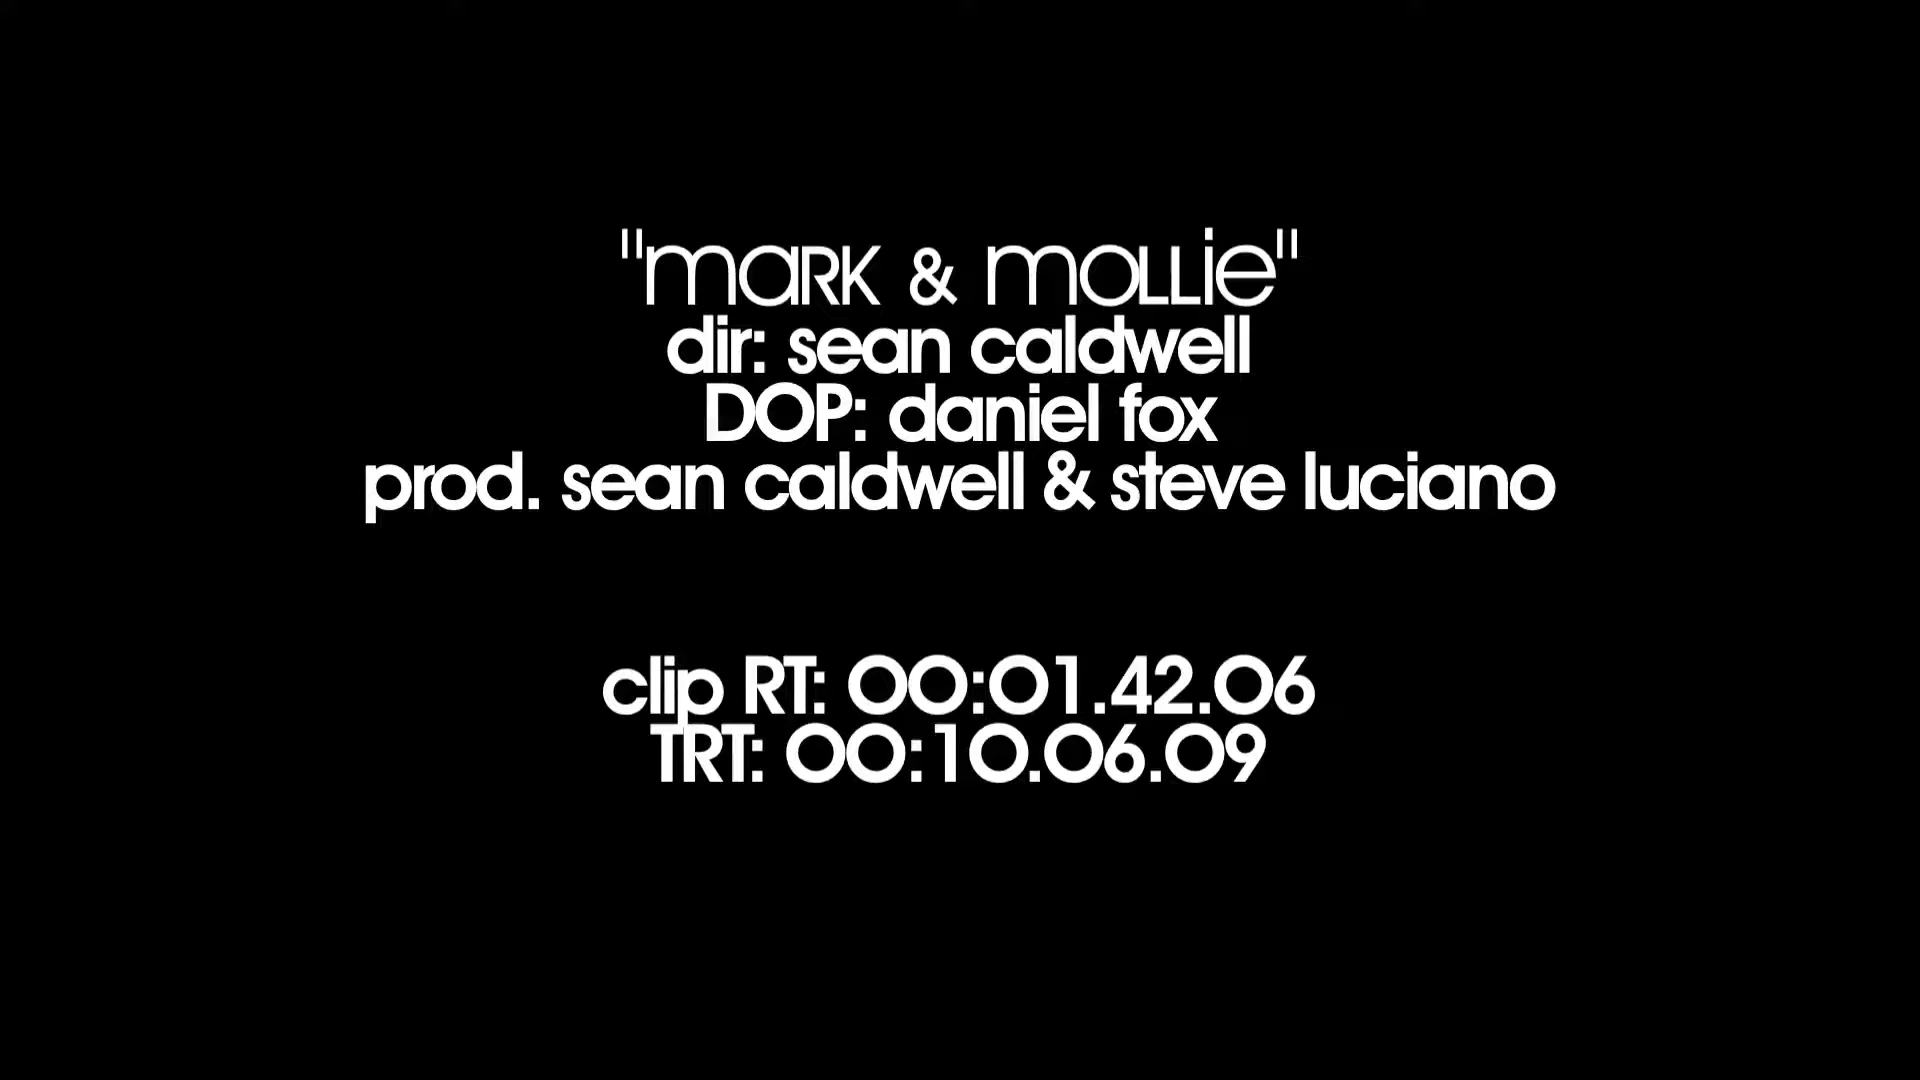 "mark & mollie"
dir: sean caldwell
DOP: daniel fox
prod. sean caldwell & steve luciano
clip RT: 00:01.42.06
TRT: 00:10.06.09